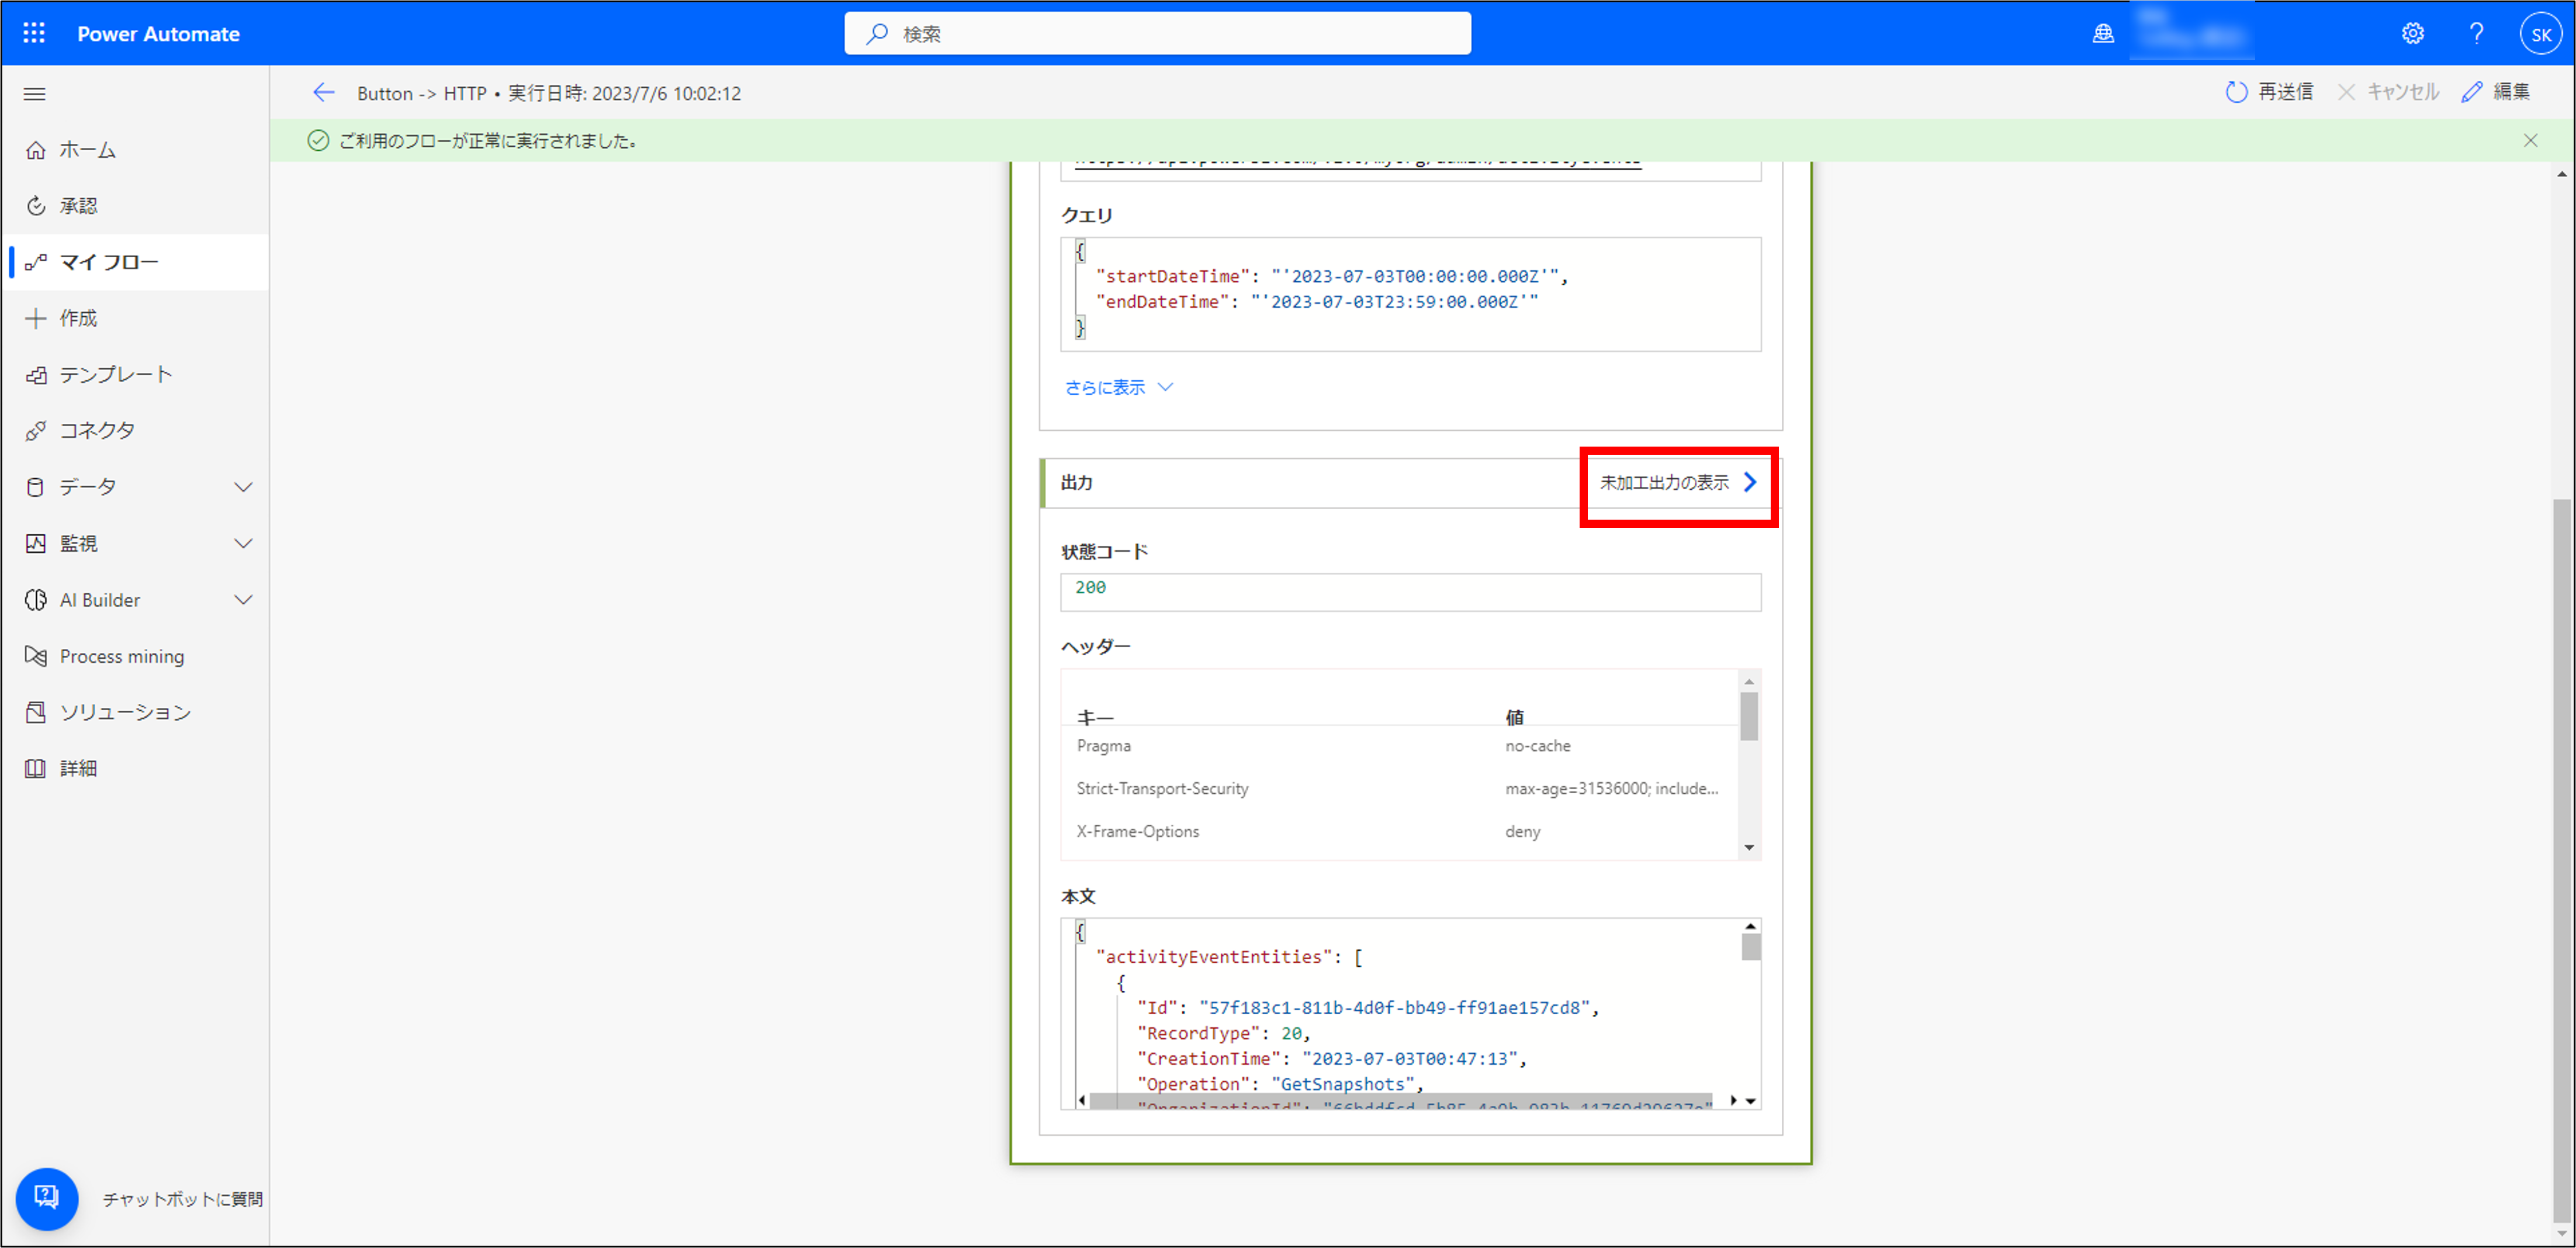 Power Automate
検索
SK
Button -> HTTP • 実行日時: 2023/7/6 10:02:12
再送信
キャンセル
編集
ご利用のフローが正常に実行されました。
ホーム
承認
マイ フロー
作成
テンプレート
コネクタ
データ
監視
AI Builder
Process mining
ソリューション
詳細
チャットボットに質問
クエリ
{
"startDateTime": "'2023-07-03T00:00:00.000Z'",
"endDateTime": "'2023-07-03T23:59:00.000Z'"
}
さらに表示
出力
未加工出力の表示
状態コード
200
ヘッダー
キー 値
Pragma no-cache
Strict-Transport-Security max-age=31536000; include...
X-Frame-Options deny
本文
{
"activityEventEntities": [
{
"Id": "57f183c1-811b-4d0f-bb49-ff91ae157cd8",
"RecordType": 20,
"CreationTime": "2023-07-03T00:47:13",
"Operation": "GetSnapshots",